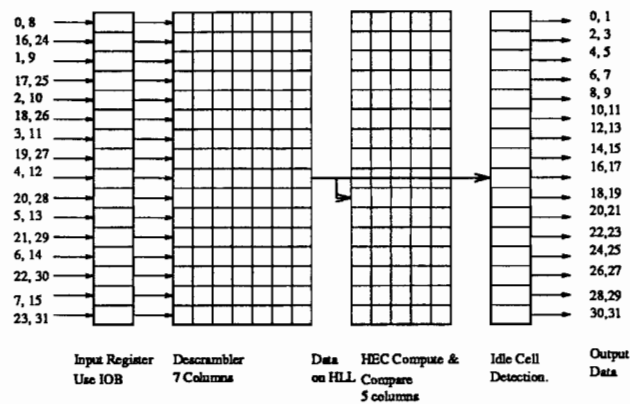 0, 8
16, 24
1, 9
17, 25
2, 10
18, 26
3, 11
19, 27
4, 12
20, 28
5, 13
21, 29
6, 14
22, 30
7, 15
23, 31
0, 1
2, 3
4, 5
6, 7
8, 9
10, 11
12, 13
14, 15
16, 17
18, 19
20, 21
22, 23
24, 25
26, 27
28, 29
30, 31
Input Register
Use IOB
Descrambler
7 Columns
Data
on HLL
HEC Compute &
Compare
5 columns
Idle Cell
Detection.
Output
Data